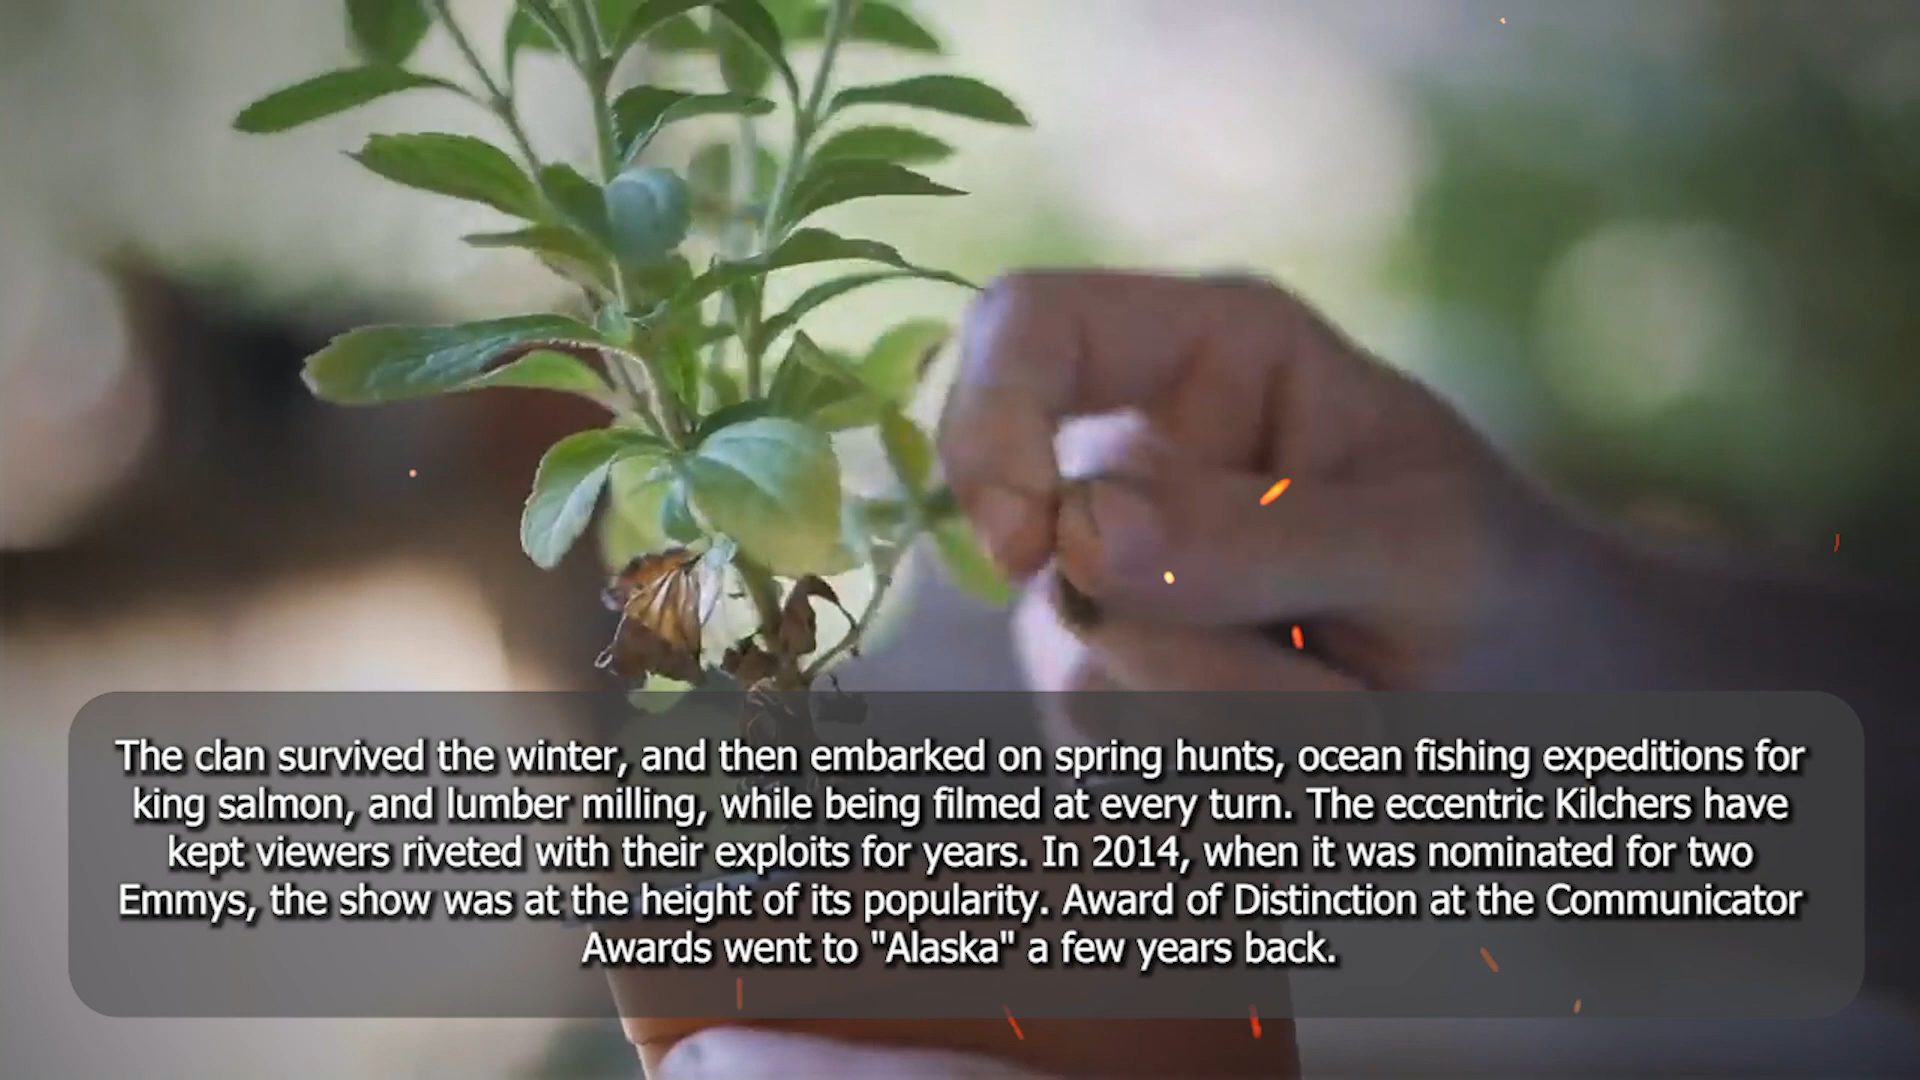 The clan survived the winter, and then embarked on spring hunts, ocean fishing expeditions for
king salmon, and lumber milling, while being filmed at every turn. The eccentric Kilchers have
kept viewers riveted with their exploits for years. In 2014, when it was nominated for two
Emmys, the show was at the height of its popularity. Award of Distinction at the Communicator
Awards went to "Alaska" a few years back.